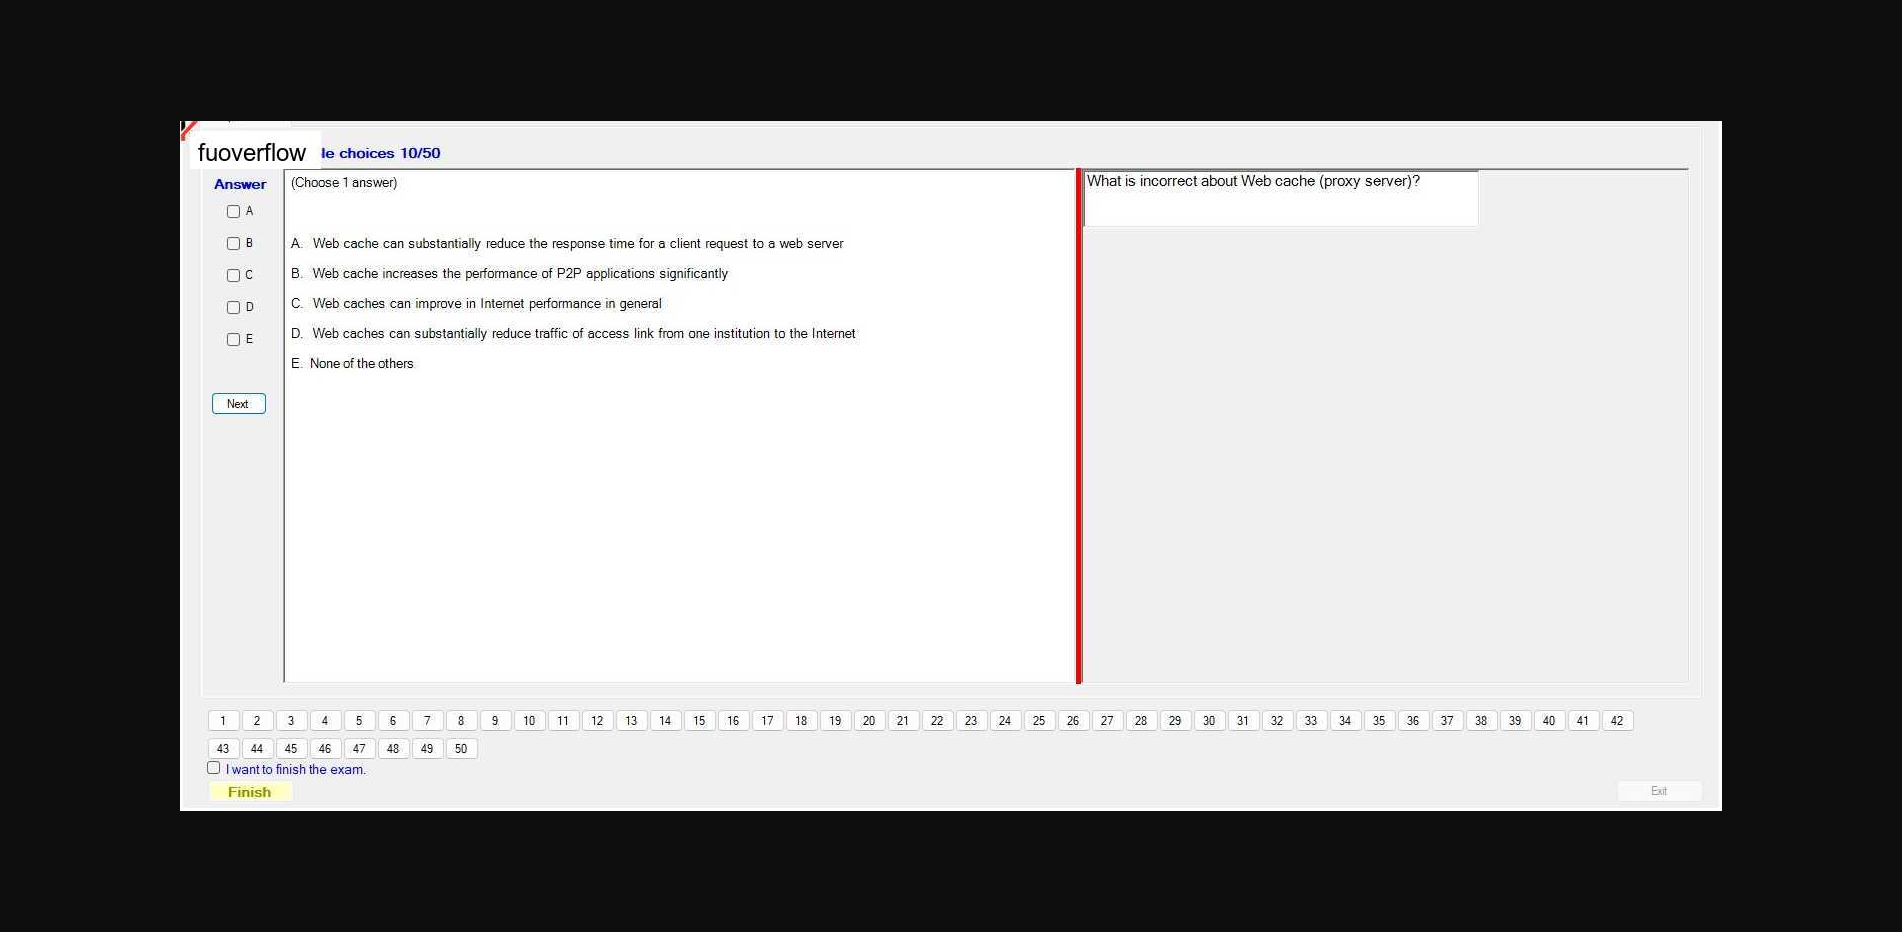 fuoverflow le choices 10/50
Answer
(Choose 1 answer)
What is incorrect about Web cache (proxy server)?
A
B
C
D
E
Next
A. Web cache can substantially reduce the response time for a client request to a web server
B. Web cache increases the performance of P2P applications significantly
C. Web caches can improve in Internet performance in general
D. Web caches can substantially reduce traffic of access link from one institution to the Internet
E. None of the others
1 2 3 4 5 6 7 8 9 10 11 12 13 14 15 16 17 18 19 20 21 22 23 24 25 26 27 28 29 30 31 32 33 34 35 36 37 38 39 40 41 42
43 44 45 46 47 48 49 50
I want to finish the exam.
Finish
Exit